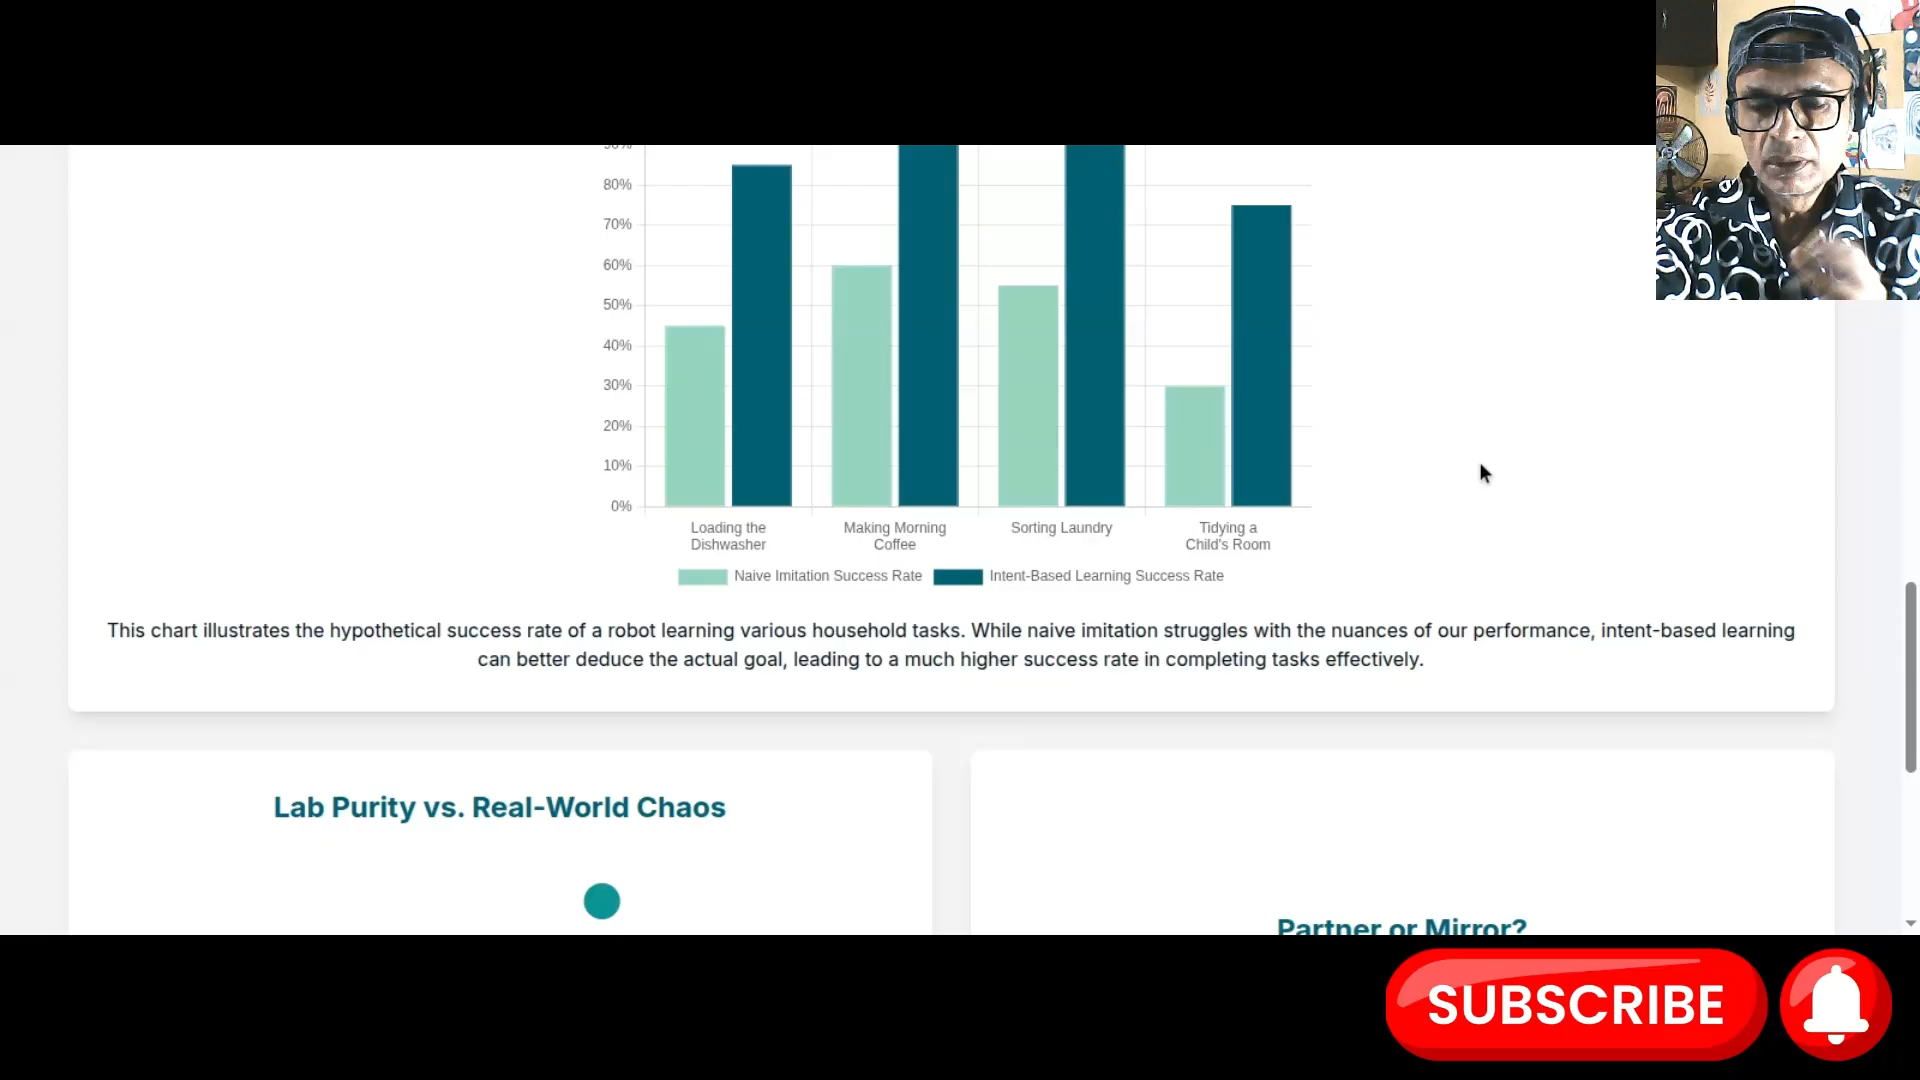 90%
80%
70%
60%
50%
40%
30%
20%
10%
0%
Loading the
Dishwasher
Making Morning
Coffee
Sorting Laundry
Tidying a
Child's Room
Naive Imitation Success Rate Intent-Based Learning Success Rate
This chart illustrates the hypothetical success rate of a robot learning various household tasks. While naive imitation struggles with the nuances of our performance, intent-based learning
can better deduce the actual goal, leading to a much higher success rate in completing tasks effectively.
Lab Purity vs. Real-World Chaos
Partner or Mirror?
SUBSCRIBE